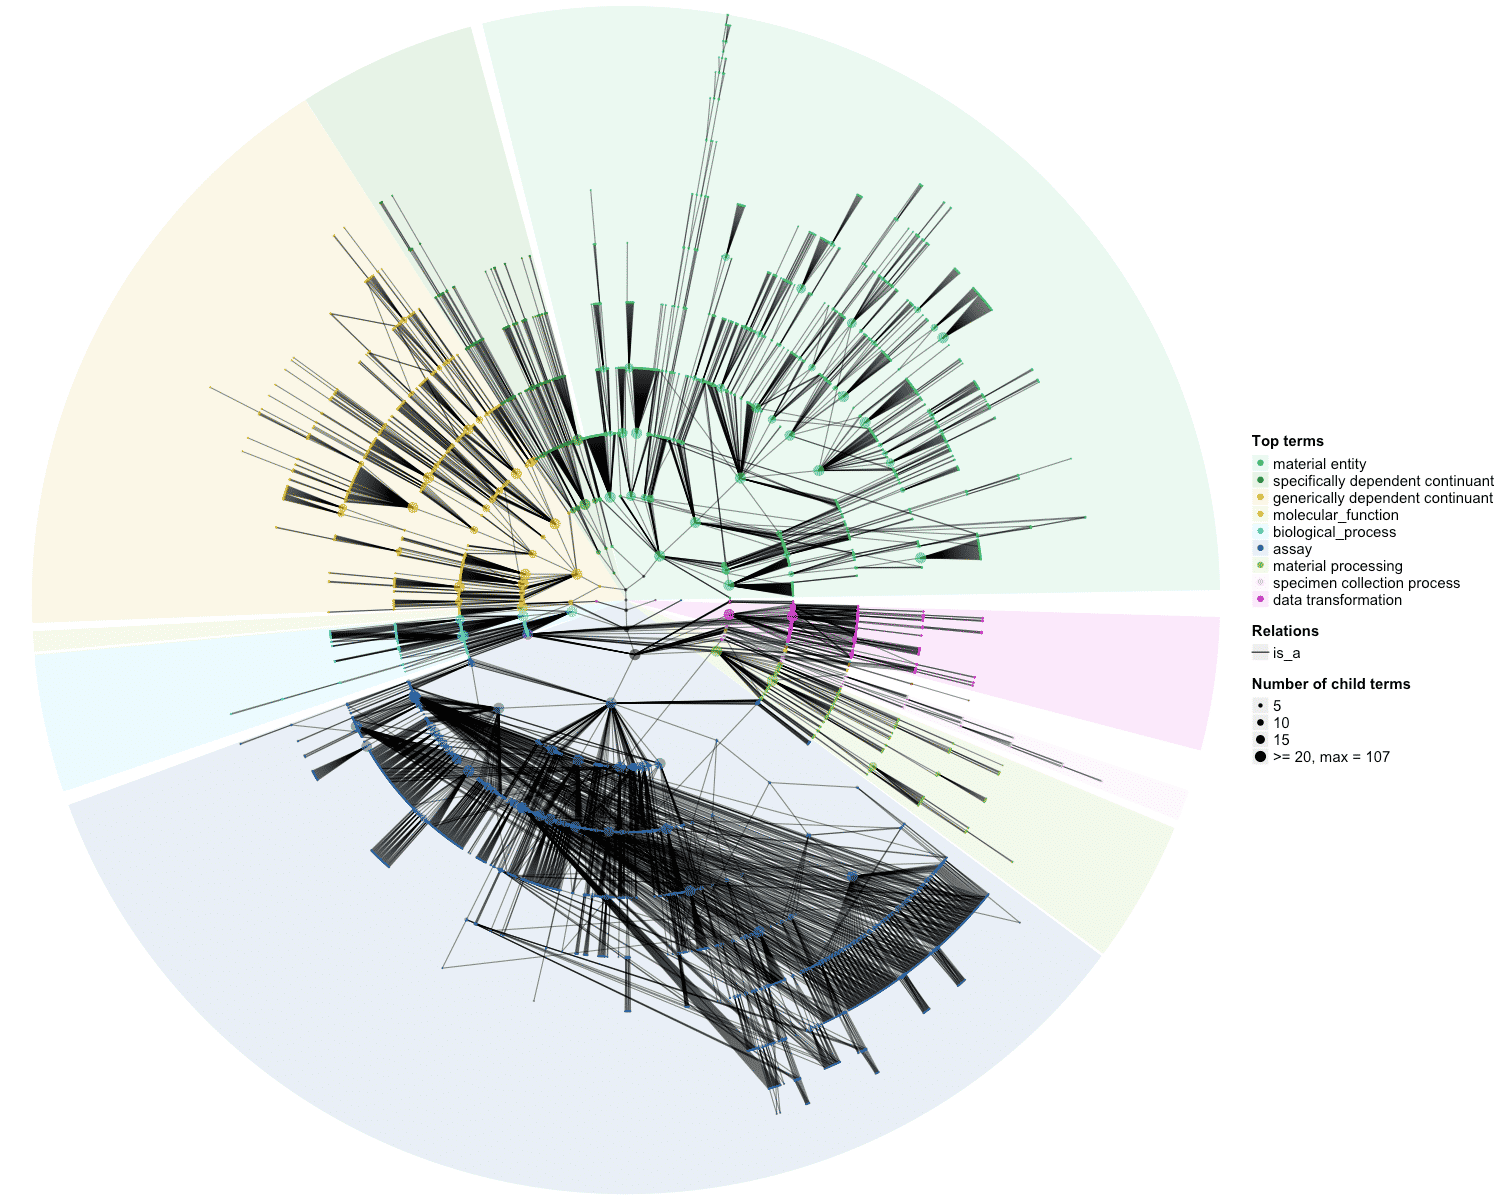 Top terms
material entity
specifically dependent continuant
generically dependent continuant
molecular_function
biological_process
assay
material processing
specimen collection process
data transformation
Relations
is_a
Number of child terms
5
10
15
>= 20, max = 107